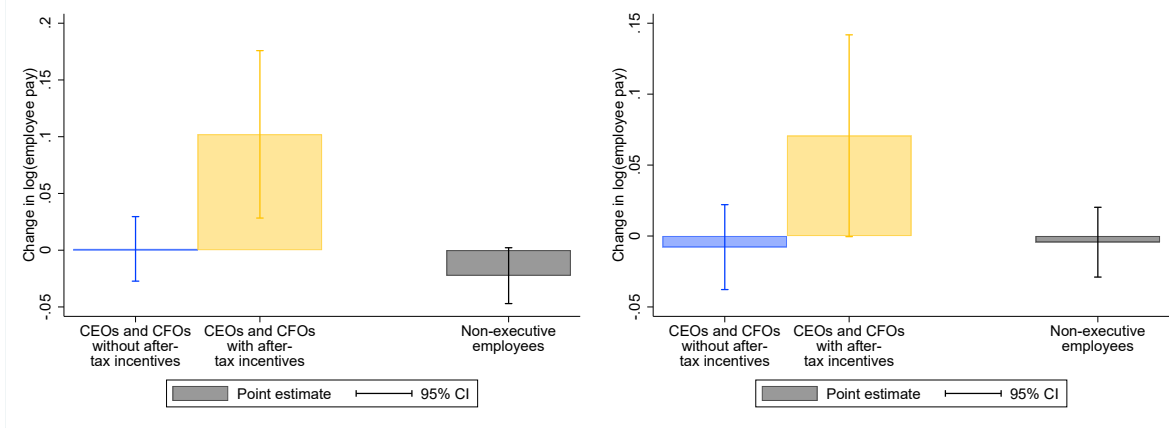 Change in log(employee pay)
.2
.15
.1
.05
0
-.05
CEOs and CFOs
without after-
tax incentives
CEOs and CFOs
with after-
tax incentives
Non-executive
employees
Point estimate
95% CI
Change in log(employee pay)
.15
.1
.05
0
-.05
CEOs and CFOs
without after-
tax incentives
CEOs and CFOs
with after-
tax incentives
Non-executive
employees
Point estimate
95% CI